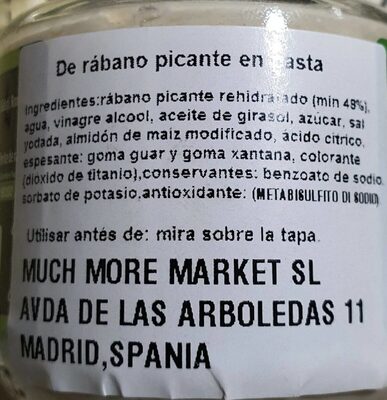 De rábano picante en pasta
Ingredientes:rábano picante rehidratado (min 48%),
agua, vinagre alcool, aceite de girasol, azúcar, sal
yodada, almidón de maiz modificado, ácido cítrico.
espesante: goma guar y goma xantana, colorante
(dióxido de titanio),conservantes: benzoato de sodio
sorbato de potasio,antioxidante: (METABISULFITO DI SODIO)
Utilisar antés de: mira sobre la tapa.
MUCH MORE MARKET SL
AVDA DE LAS ARBOLEDAS 11
MADRID,SPANIA